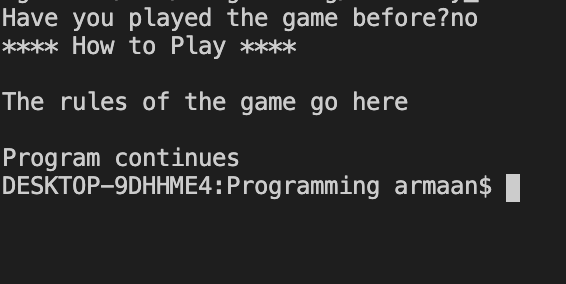 Have you played the game before?no
**** How to Play ****
The rules of the game go here
Program continues
DESKTOP-9DHHME4:Programming armaan$